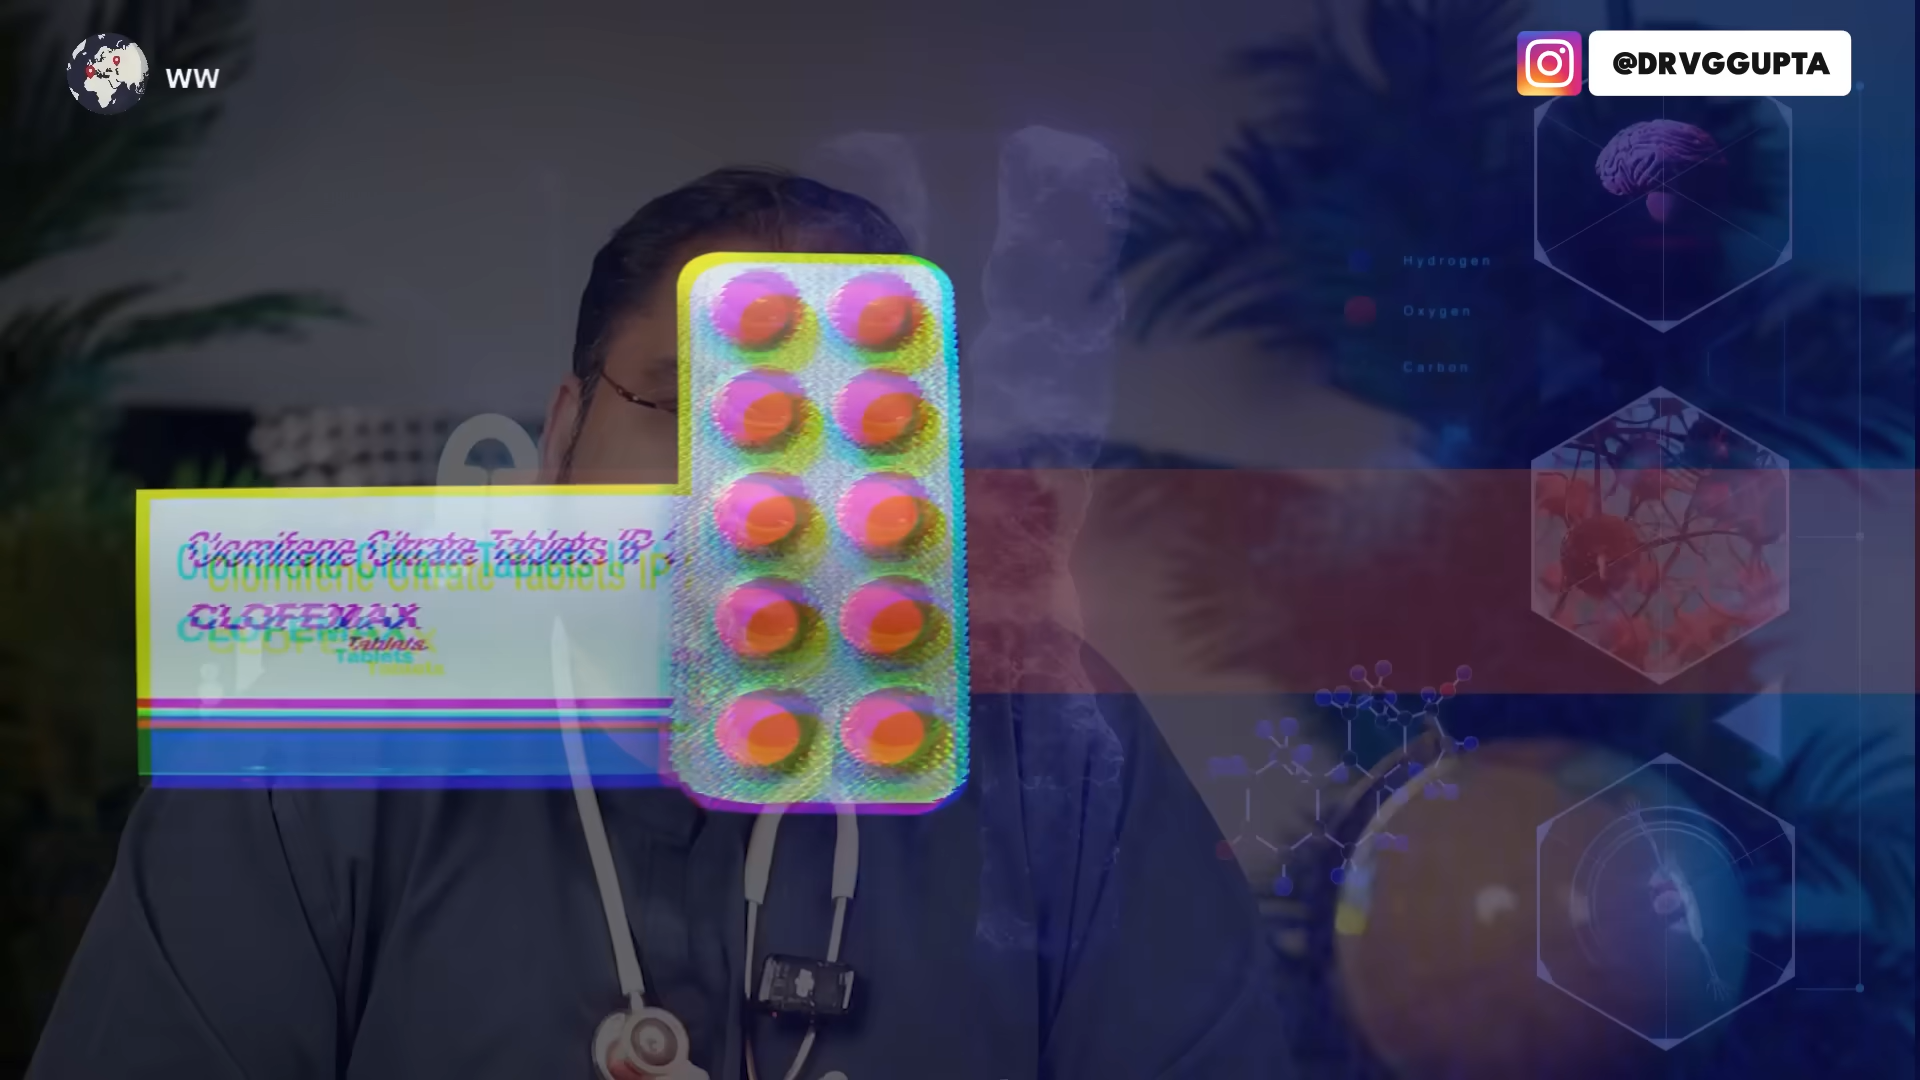 WW
@DRVGGUPTA
Hydrogen
Oxygen
Carbon
Clomifene Citrate Tablets IP
CLOFEMAX
Tablets